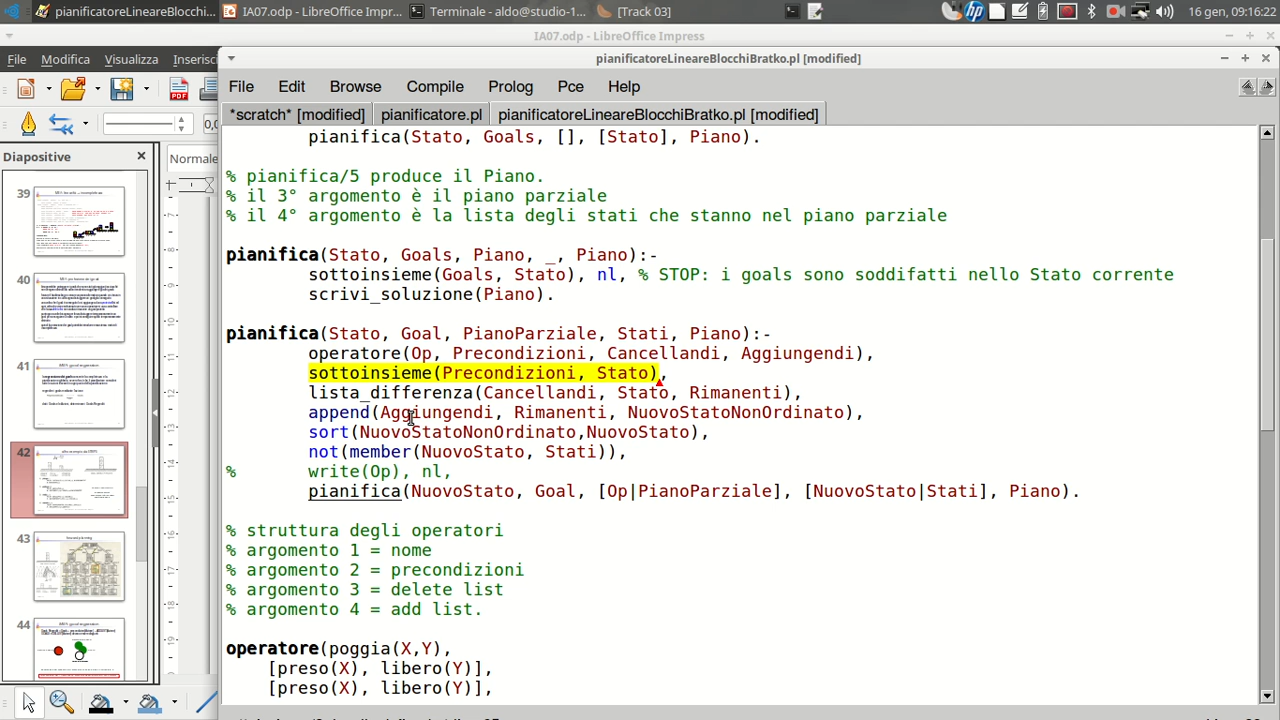 pianificatoreLineareBlocchi...
IA07.odp - LibreOffice Impr...
Terminale - aldo@studio-1...
[Track 03]
16 gen, 09:16:22
IA07.odp - LibreOffice Impress
File Modifica Visualizza Inserisci
pianificatoreLineareBlocchiBratko.pl [modified]
File Edit Browse Compile Prolog Pce Help
*scratch* [modified] pianificatore.pl pianificatoreLineareBlocchiBratko.pl [modified]
0,0
Diapositive
Normale
39
40
41
42
43
44
pianifica(Stato, Goals, [], [Stato], Piano).
% pianifica/5 produce il Piano.
% il 3° argomento è il piano parziale
% il 4° argomento è la lista degli stati che stanno nel piano parziale
pianifica(Stato, Goals, Piano, _, Piano):-
sottoinsieme(Goals, Stato), nl, % STOP: i goals sono soddifatti nello Stato corrente
scrivi_soluzione(Piano).
pianifica(Stato, Goal, PianoParziale, Stati, Piano):-
operatore(Op, Precondizioni, Cancellandi, Aggiungendi),
sottoinsieme(Precondizioni, Stato),
lista_differenza(Cancellandi, Stato, Rimanenti),
append(Aggiungendi, Rimanenti, NuovoStatoNonOrdinato),
sort(NuovoStatoNonOrdinato,NuovoStato),
not(member(NuovoStato, Stati)),
% write(Op), nl,
pianifica(NuovoStato, Goal, [Op|PianoParziale], [NuovoStato|Stati], Piano).
% struttura degli operatori
% argomento 1 = nome
% argomento 2 = precondizioni
% argomento 3 = delete list
% argomento 4 = add list.
operatore(poggia(X,Y),
[preso(X), libero(Y)],
[preso(X), libero(Y)],